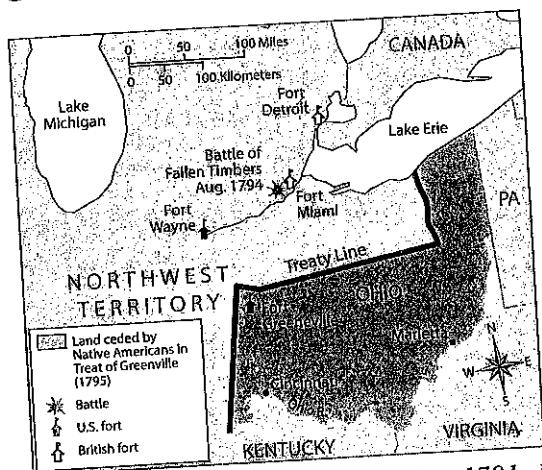 0 50 100 Miles
0 50 100 Kilometers
CANADA
Lake
Michigan
Fort
Detroit
Lake Erie
Battle of
Fallen Timbers
Aug. 1794
Fort
Miami
Fort
Wayne
PA
Treaty Line
NORTHWEST
TERRITORY
OHIO
Fort
Greenville
Marietta
Cincinnati
N
W E
S
Land ceded by
Native Americans in
Treat of Greenville
(1795)
Battle
U.S. fort
British fort
KENTUCKY
VIRGINIA